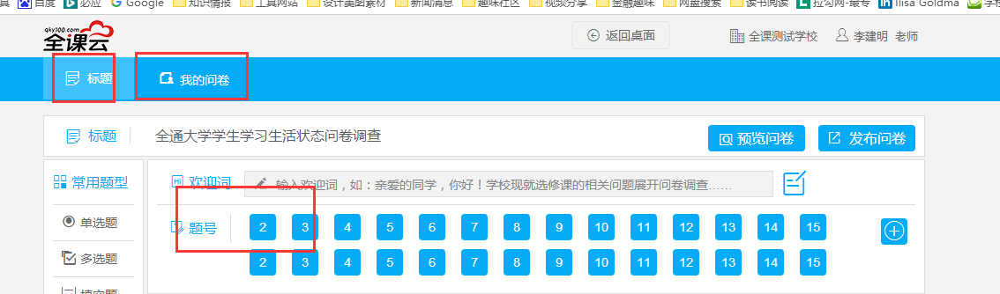 具 百度 必应 Google 知识情报 工具网站 设计美图素材 新闻消息 趣味社区 视频分享 金融趣味 网盘搜索 读书阅读 拉勾网-最专 Ilisa Goldma 学校
qky100.com
全课云
返回桌面 全课测试学校 李建明 老师
标题 我的问卷
标题 全通大学学生学习生活状态问卷调查 预览问卷 发布问卷
常用题型 Hi 欢迎词 输入欢迎词，如：亲爱的同学，你好！学校现就选修课的相关问题展开问卷调查……
单选题 题号 2 3 4 5 6 7 8 9 10 11 12 13 14 15
多选题 2 3 4 5 6 7 8 9 10 11 12 13 14 15
填空题